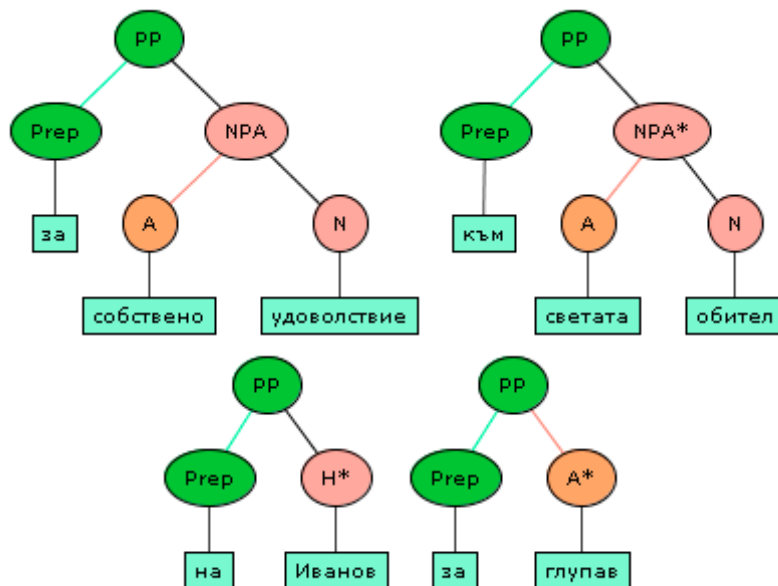 PP PP
Prep NPA Prep NPA*
за A N към A N
собствено удоволствие светата обител
PP PP
Prep H* Prep A*
на Иванов за глупав